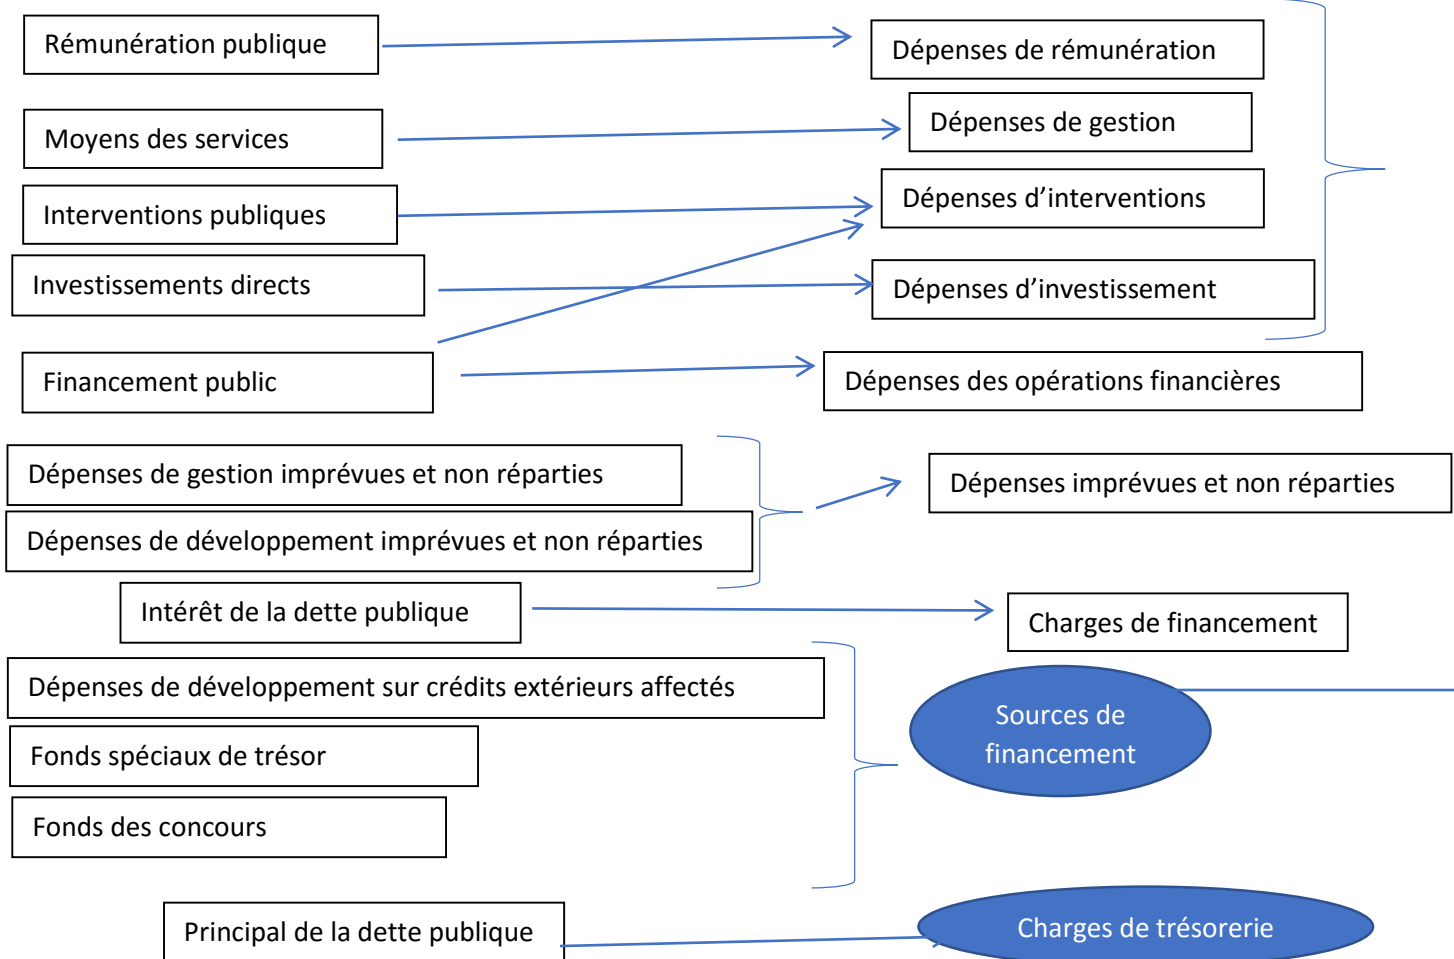 Rémunération publique
Dépenses de rémunération
Moyens des services
Dépenses de gestion
Interventions publiques
Dépenses d’interventions
Investissements directs
Dépenses d’investissement
Financement public
Dépenses des opérations financières
Dépenses de gestion imprévues et non réparties
Dépenses imprévues et non réparties
Dépenses de développement imprévues et non réparties
Intérêt de la dette publique
Charges de financement
Dépenses de développement sur crédits extérieurs affectés
Sources de
financement
Fonds spéciaux de trésor
Fonds des concours
Principal de la dette publique
Charges de trésorerie